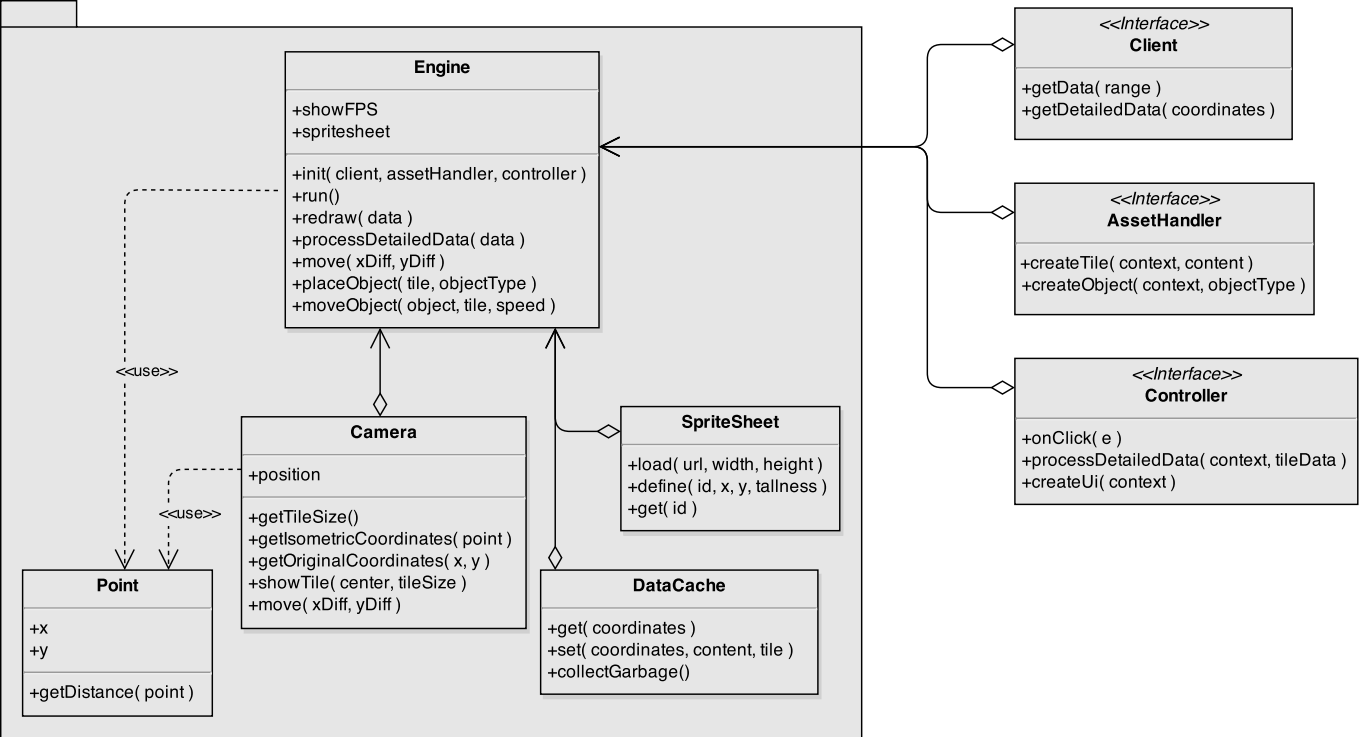 Engine
+showFPS
+spritesheet
+init( client, assetHandler, controller )
+run()
+redraw( data )
+processDetailedData( data )
+move( xDiff, yDiff )
+placeObject( tile, objectType )
+moveObject( object, tile, speed )
<<Interface>>
Client
+getData( range )
+getDetailedData( coordinates )
<<Interface>>
AssetHandler
+createTile( context, content )
+createObject( context, objectType )
<<Interface>>
Controller
+onClick( e )
+processDetailedData( context, tileData )
+createUi( context )
<<use>>
<<use>>
Camera
+position
+getTileSize()
+getIsometricCoordinates( point )
+getOriginalCoordinates( x, y )
+showTile( center, tileSize )
+move( xDiff, yDiff )
SpriteSheet
+load( url, width, height )
+define( id, x, y, tallness )
+get( id )
Point
+x
+y
+getDistance( point )
DataCache
+get( coordinates )
+set( coordinates, content, tile )
+collectGarbage()